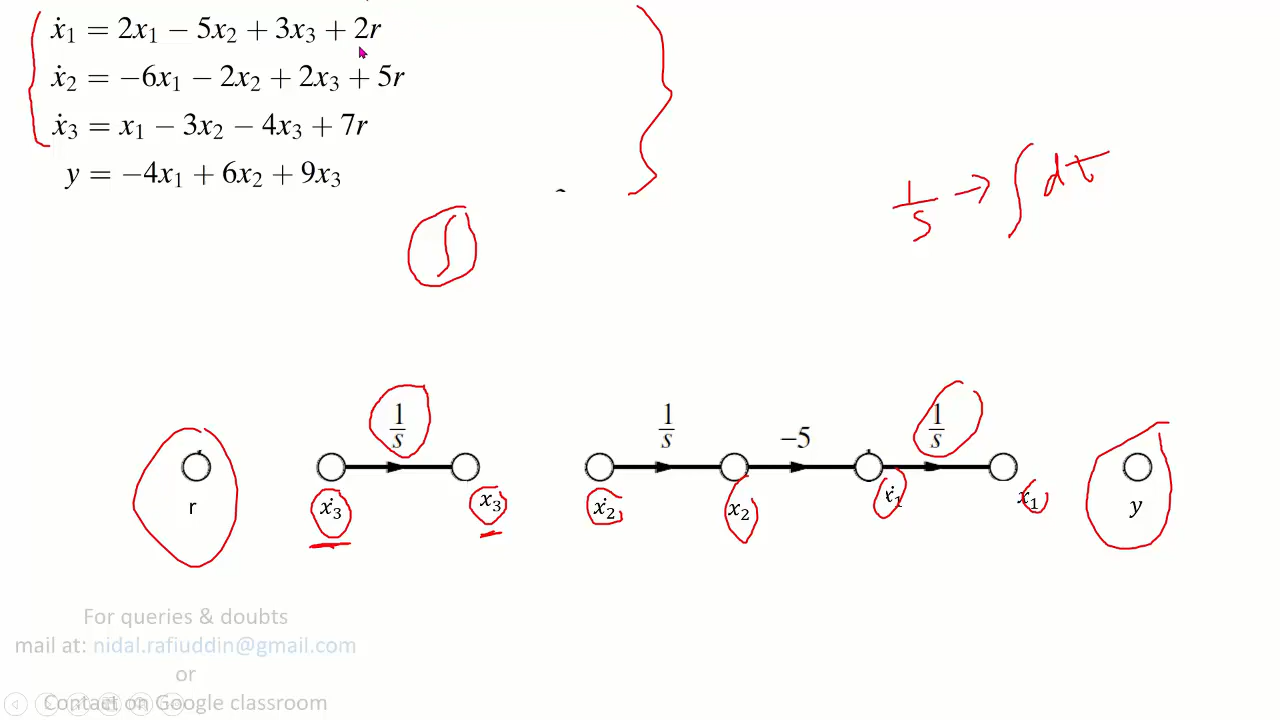 ẋ₁ = 2x₁ − 5x₂ + 3x₃ + 2r
ẋ₂ = −6x₁ − 2x₂ + 2x₃ + 5r
ẋ₃ = x₁ − 3x₂ − 4x₃ + 7r
y = −4x₁ + 6x₂ + 9x₃
1/s → ∫ dt
∫
1/s 1/s −5 1/s
r ẋ₃ x₃ ẋ₂ x₂ ẋ₁ x₁ y
For queries & doubts
mail at: nidal.rafiuddin@gmail.com
or
Contact on Google classroom